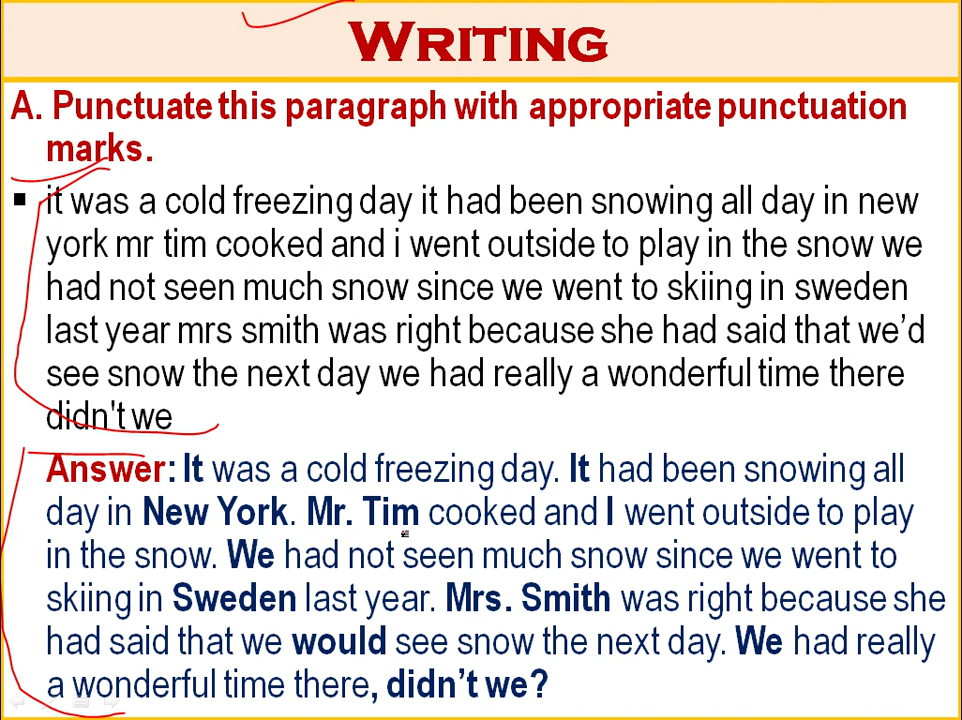 WRITING
A. Punctuate this paragraph with appropriate punctuation
marks.
▪ it was a cold freezing day it had been snowing all day in new
york mr tim cooked and i went outside to play in the snow we
had not seen much snow since we went to skiing in sweden
last year mrs smith was right because she had said that we’d
see snow the next day we had really a wonderful time there
didn't we
Answer: It was a cold freezing day. It had been snowing all
day in New York. Mr. Tim cooked and I went outside to play
in the snow. We had not seen much snow since we went to
skiing in Sweden last year. Mrs. Smith was right because she
had said that we would see snow the next day. We had really
a wonderful time there, didn’t we?